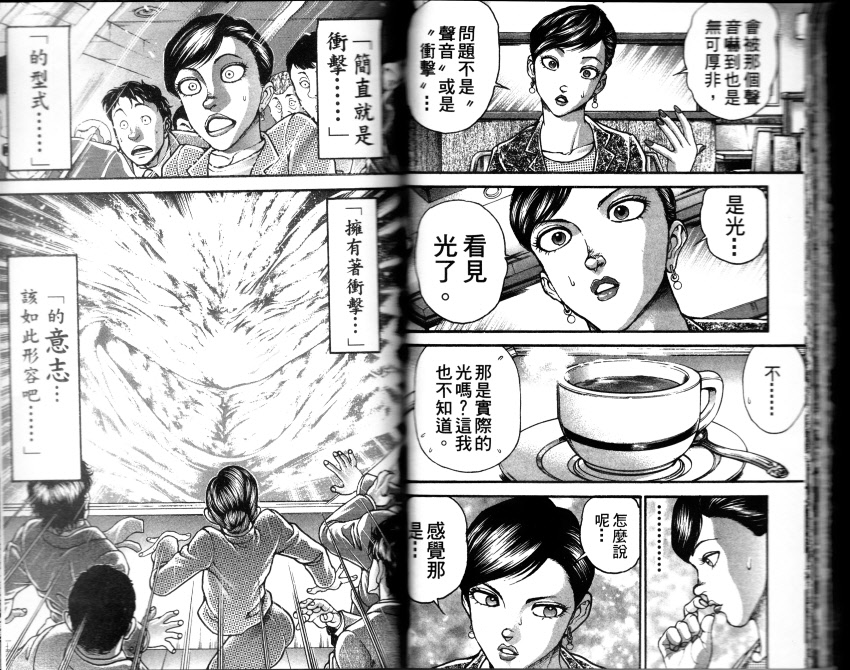 會被那個聲
音嚇到也是
無可厚非，
問題不是〝
聲音〞或是
〝衝擊〞…
是光…
看見
光了。
不……
那是實際的
光嗎？這我
也不知道。
…………
怎麼說
呢…
感覺那
是…
「簡直就是
衝擊……」
「的型式……」
「擁有著衝擊…」
「的意志…
該如此形容吧……」